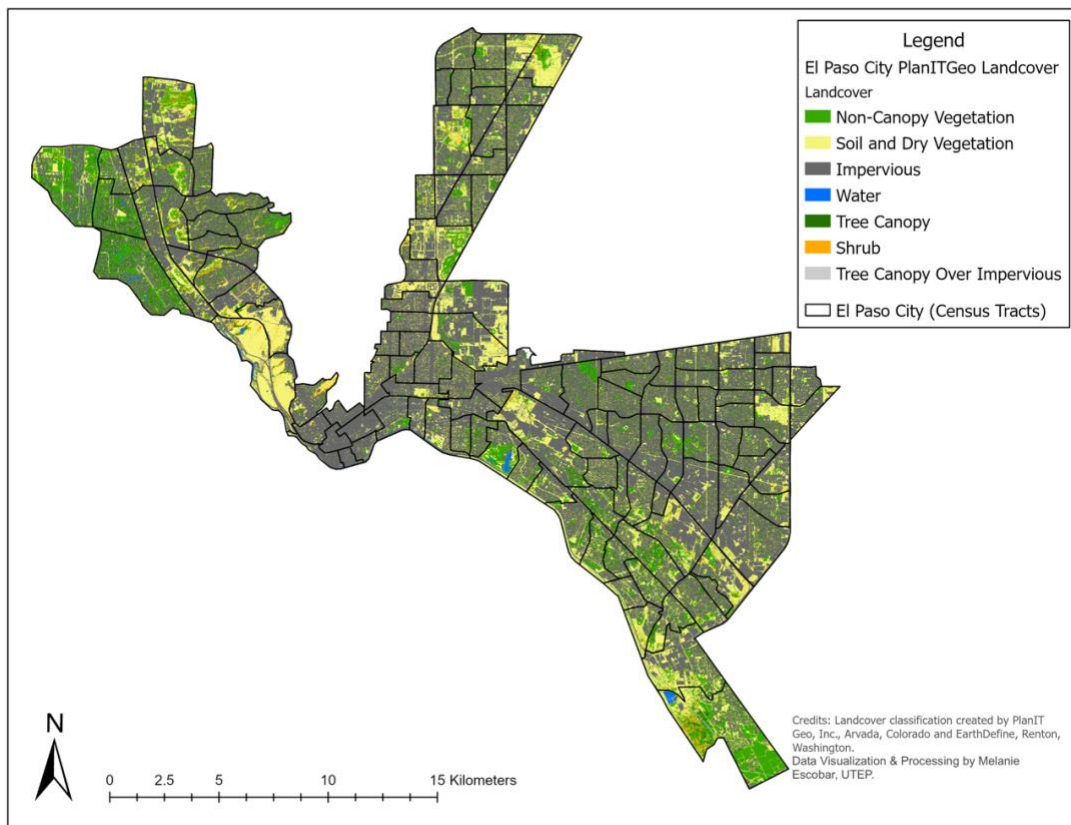 Legend
El Paso City PlanITGeo Landcover
Landcover
Non-Canopy Vegetation
Soil and Dry Vegetation
Impervious
Water
Tree Canopy
Shrub
Tree Canopy Over Impervious
El Paso City (Census Tracts)
N
0 2.5 5 10 15 Kilometers
Credits: Landcover classification created by PlanIT
Geo, Inc., Arvada, Colorado and EarthDefine, Renton,
Washington.
Data Visualization & Processing by Melanie
Escobar, UTEP.